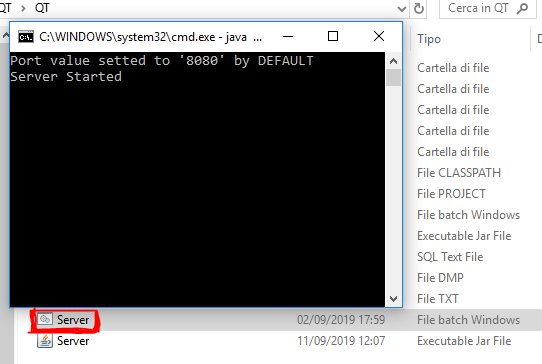 QT › QT Cerca in QT
C:\WINDOWS\system32\cmd.exe - java ...
Tipo
Port value setted to '8080' by DEFAULT
Server Started
Cartella di file
Cartella di file
Cartella di file
Cartella di file
Cartella di file
File CLASSPATH
File PROJECT
File batch Windows
Executable Jar File
SQL Text File
File DMP
File TXT
Server 02/09/2019 17:59 File batch Windows
Server 11/09/2019 12:07 Executable Jar File